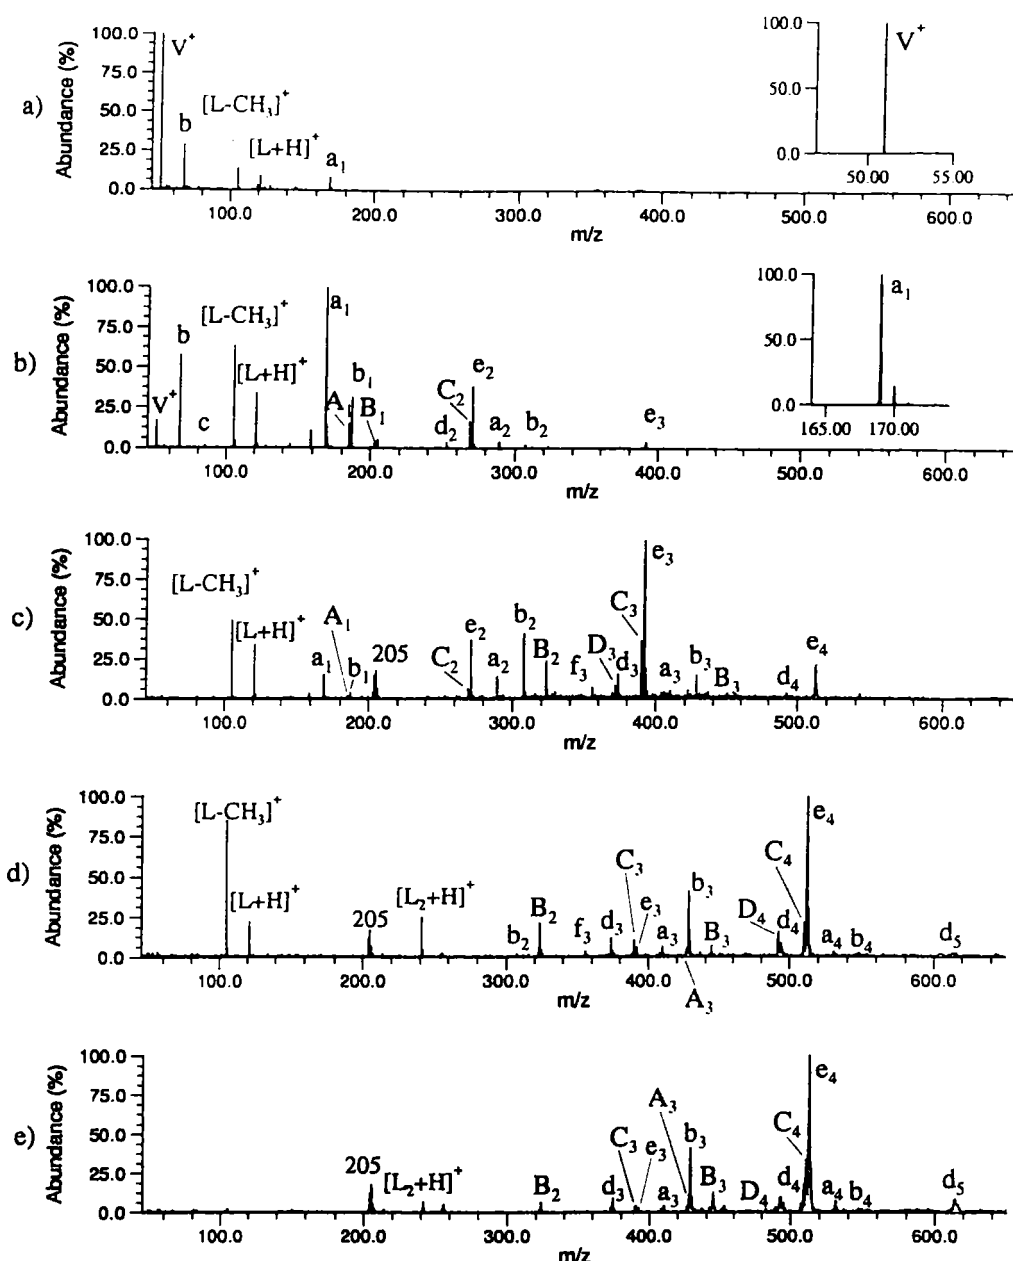 a)
Abundance (%)
100.0
75.0
50.0
25.0
0.0
V⁺
b
[L-CH₃]⁺
[L+H]⁺
a₁
100.0 200.0 300.0 400.0 500.0 600.0
m/z
100.0
50.0
0.0
V⁺
50.00 55.00
b)
Abundance (%)
100.0
75.0
50.0
25.0
0.0
V⁺
b
c
[L-CH₃]⁺
[L+H]⁺
a₁
A
b₁
B₁
d₂
C₂
e₂
a₂
b₂
e₃
100.0 200.0 300.0 400.0 500.0 600.0
m/z
100.0
50.0
0.0
a₁
165.00 170.00
c)
Abundance (%)
100.0
75.0
50.0
25.0
0.0
[L-CH₃]⁺
[L+H]⁺
a₁
A₁
b₁
205
C₂
e₂
a₂
b₂
B₂
f₃
D₃
d₃
C₃
e₃
a₃
b₃
B₃
d₄
e₄
100.0 200.0 300.0 400.0 500.0 600.0
m/z
d)
Abundance (%)
100.0
75.0
50.0
25.0
0.0
[L-CH₃]⁺
[L+H]⁺
205
[L₂+H]⁺
b₂
B₂
f₃
d₃
C₃
e₃
a₃
A₃
b₃
B₃
D₄
d₄
C₄
e₄
a₄
b₄
d₅
100.0 200.0 300.0 400.0 500.0 600.0
m/z
e)
Abundance (%)
100.0
75.0
50.0
25.0
0.0
205
[L₂+H]⁺
B₂
d₃
C₃
e₃
a₃
A₃
b₃
B₃
D₄
d₄
C₄
e₄
a₄
b₄
d₅
100.0 200.0 300.0 400.0 500.0 600.0
m/z